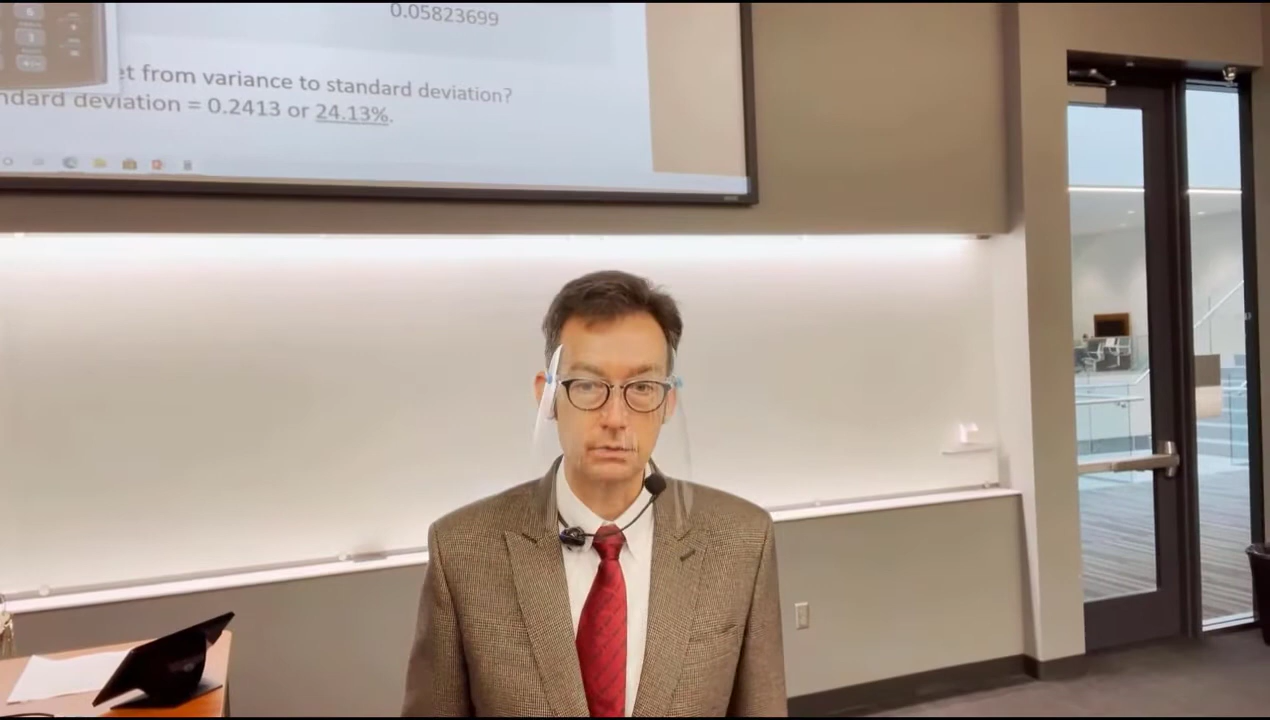 0.05823699
et from variance to standard deviation?
ndard deviation = 0.2413 or 24.13%.